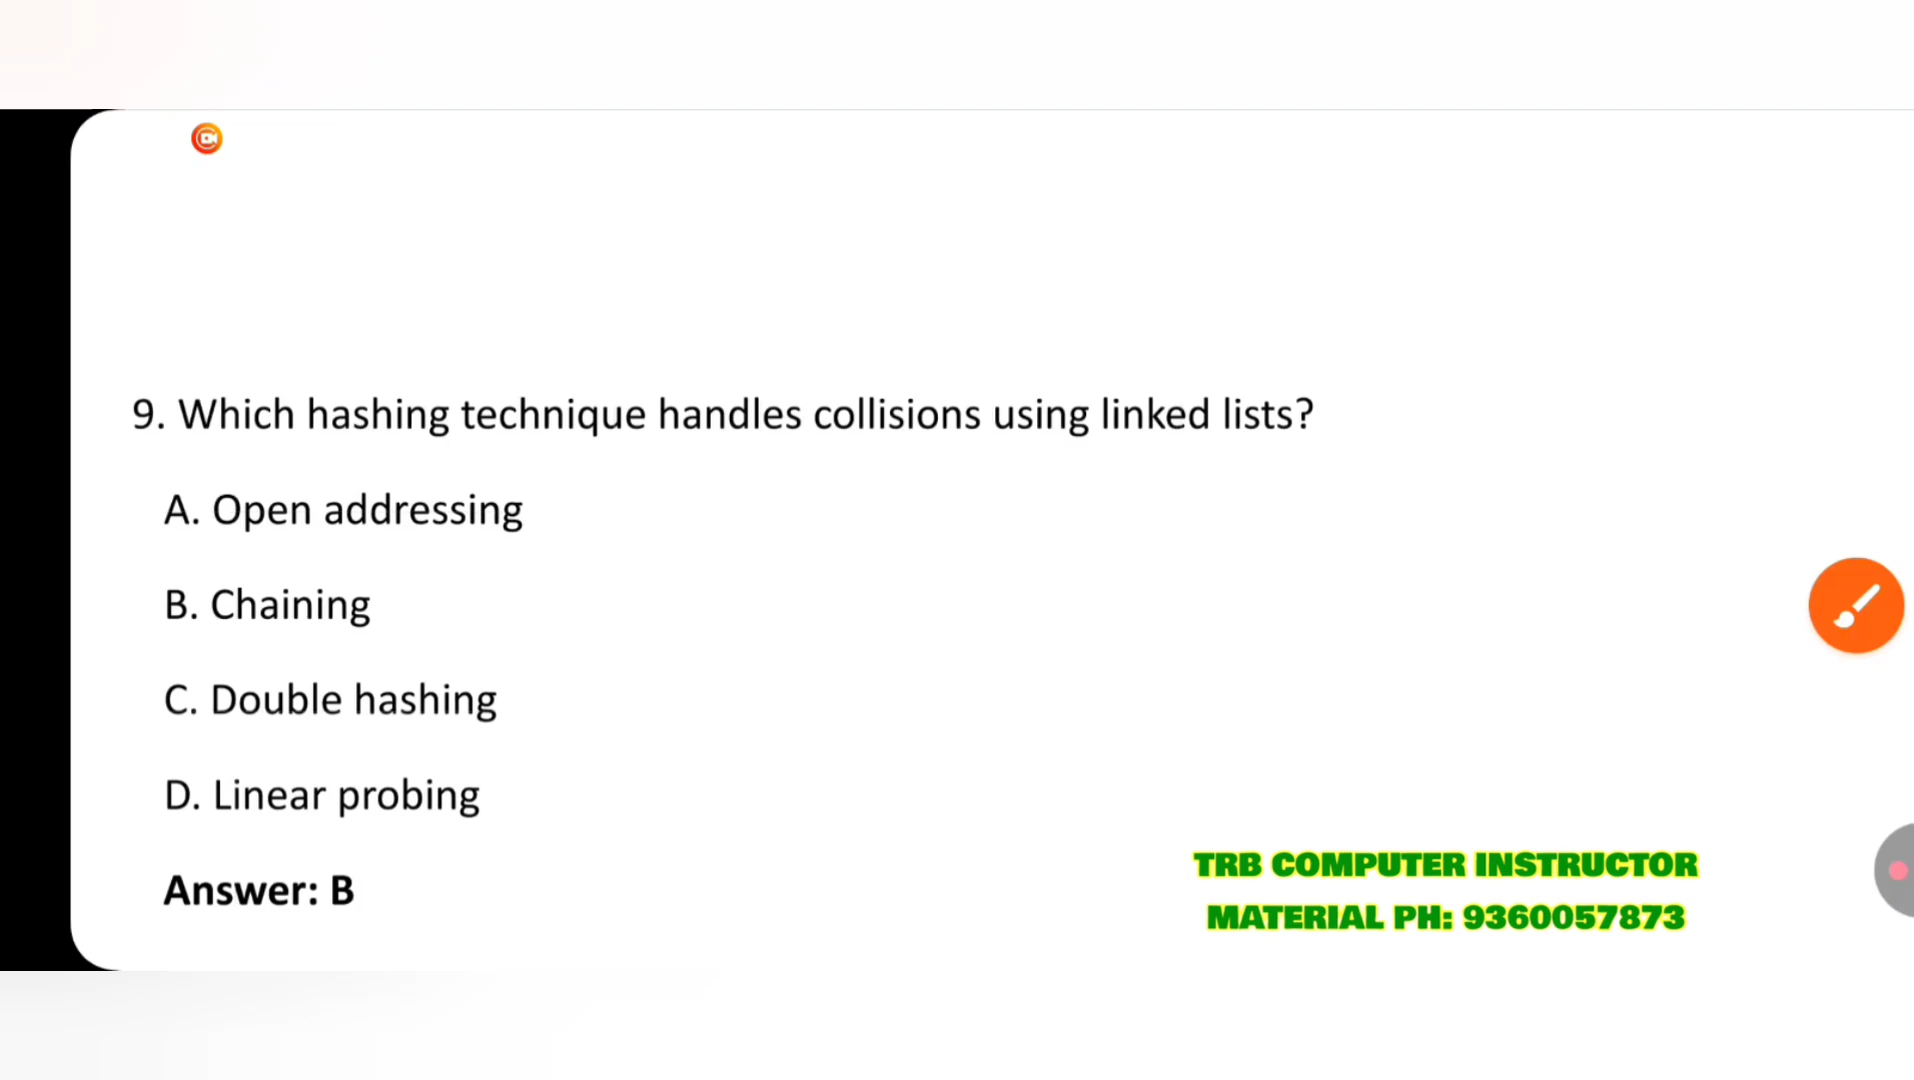 9. Which hashing technique handles collisions using linked lists?
A. Open addressing
B. Chaining
C. Double hashing
D. Linear probing
Answer: B
TRB COMPUTER INSTRUCTOR
MATERIAL PH: 9360057873